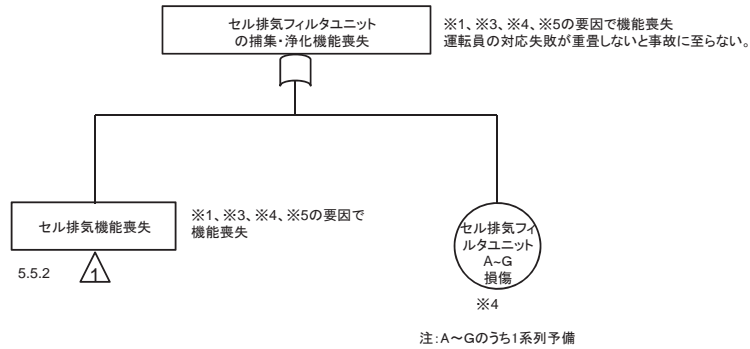 セル排気フィルタユニット
の捕集・浄化機能喪失
※1、※3、※4、※5の要因で機能喪失
運転員の対応失敗が重畳しないと事故に至らない。
セル排気機能喪失
※1、※3、※4、※5の要因で
機能喪失
5.5.2
1
セル排気フィ
ルタユニット
A~G
損傷
※4
注：A～Gのうち1系列予備